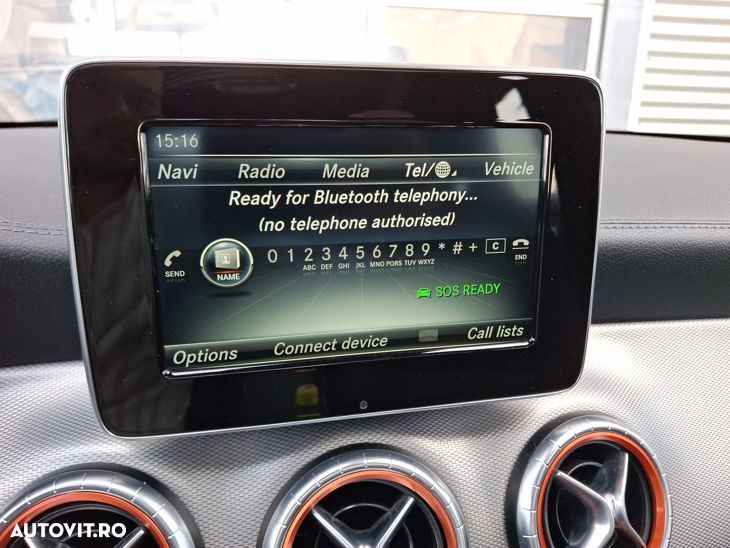 15:16
Navi Radio Media Tel/ Vehicle
Ready for Bluetooth telephony...
(no telephone authorised)
SEND NAME 0 1 2 3 4 5 6 7 8 9 * # + C END
ABC DEF GHI JKL MNO PQRS TUV WXYZ
SOS READY
Options Connect device Call lists
AUTOVIT.RO